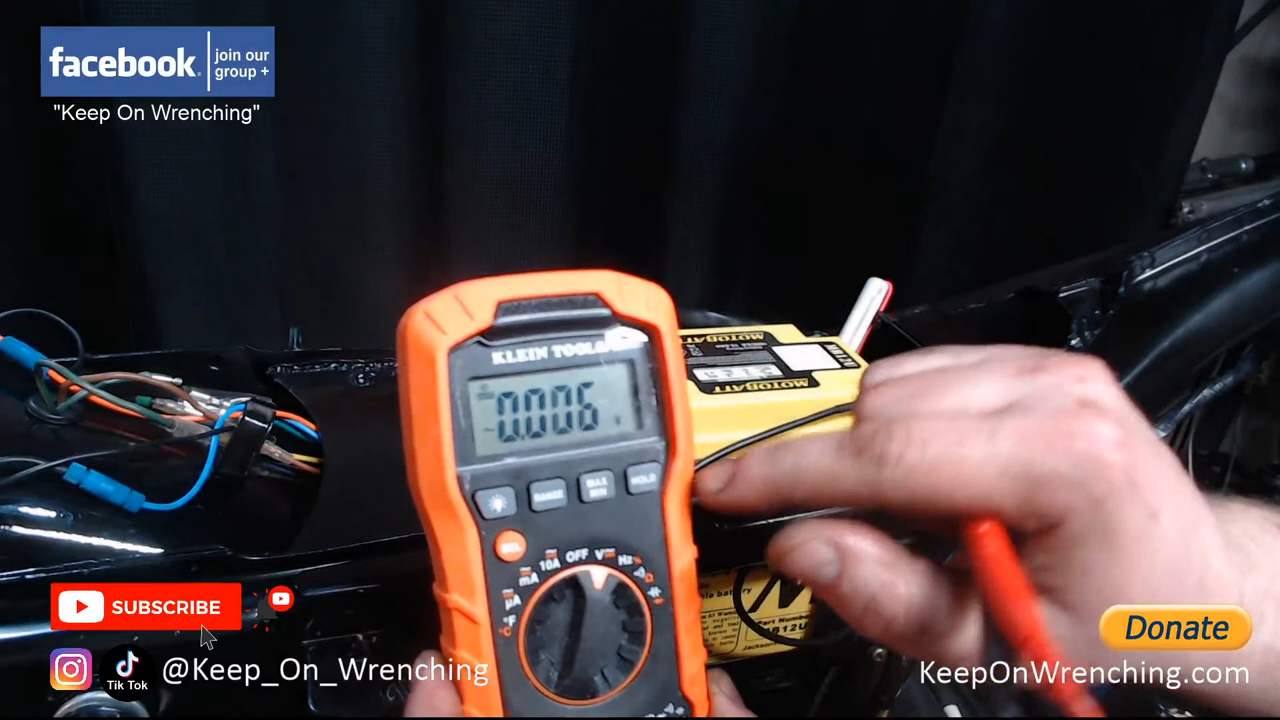 facebook.
join our
group +
"Keep On Wrenching"
KLEIN TOOLS
0.006
RANGE
MAX
MIN
HOLD
SEL
10A
OFF
V
Hz
mA
µA
°F
°C
MOTOBATT
MOTOBATT
SUBSCRIBE
Tik Tok
@Keep_On_Wrenching
Donate
KeepOnWrenching.com